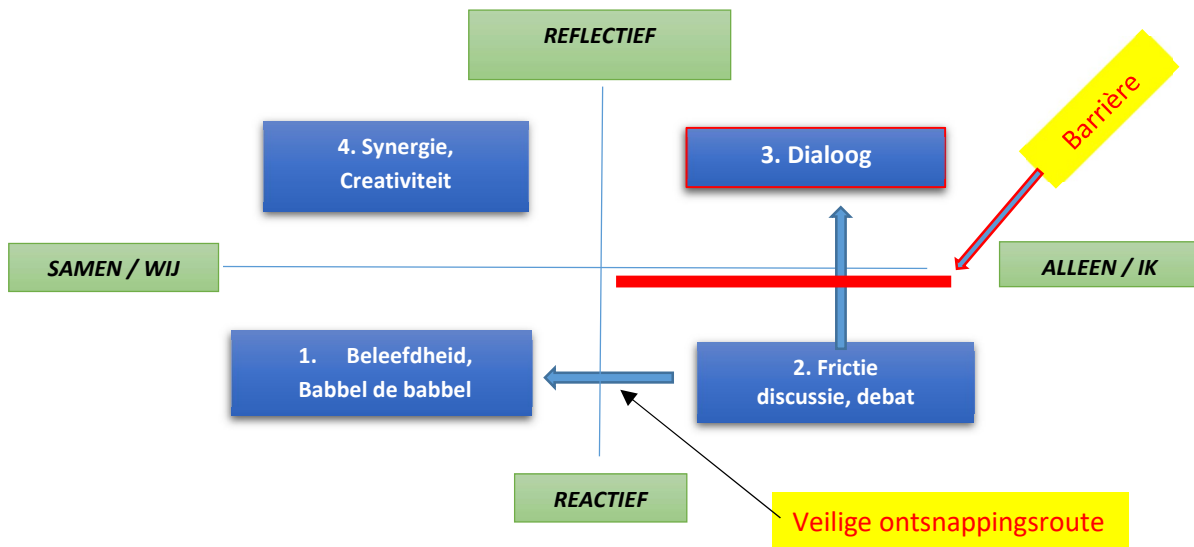 REFLECTIEF
Barrière
4. Synergie,
Creativiteit
3. Dialoog
SAMEN / WIJ
ALLEEN / IK
1. Beleefdheid,
Babbel de babbel
2. Frictie
discussie, debat
REACTIEF
Veilige ontsnappingsroute